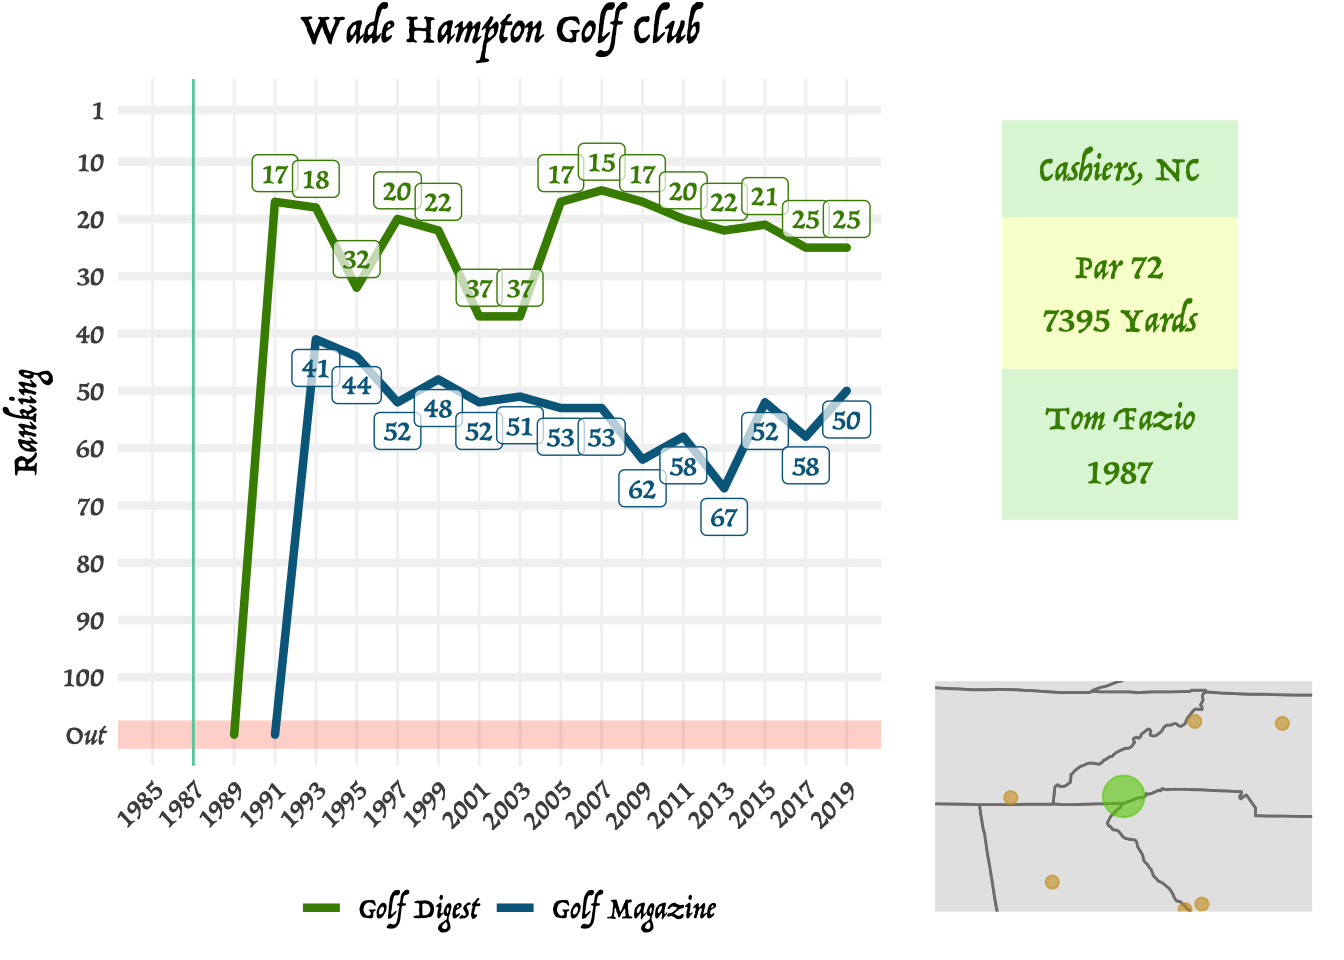 Wade Hampton Golf Club
Ranking
1
10
20
30
40
50
60
70
80
90
100
Out
17 18 32 20 22 37 37 17 15 17 20 22 21 25 25
41 44 52 48 52 51 53 53 62 58 67 52 58 50
1985 1987 1989 1991 1993 1995 1997 1999 2001 2003 2005 2007 2009 2011 2013 2015 2017 2019
Golf Digest Golf Magazine
Cashiers, NC
Par 72
7395 Yards
Tom Fazio
1987